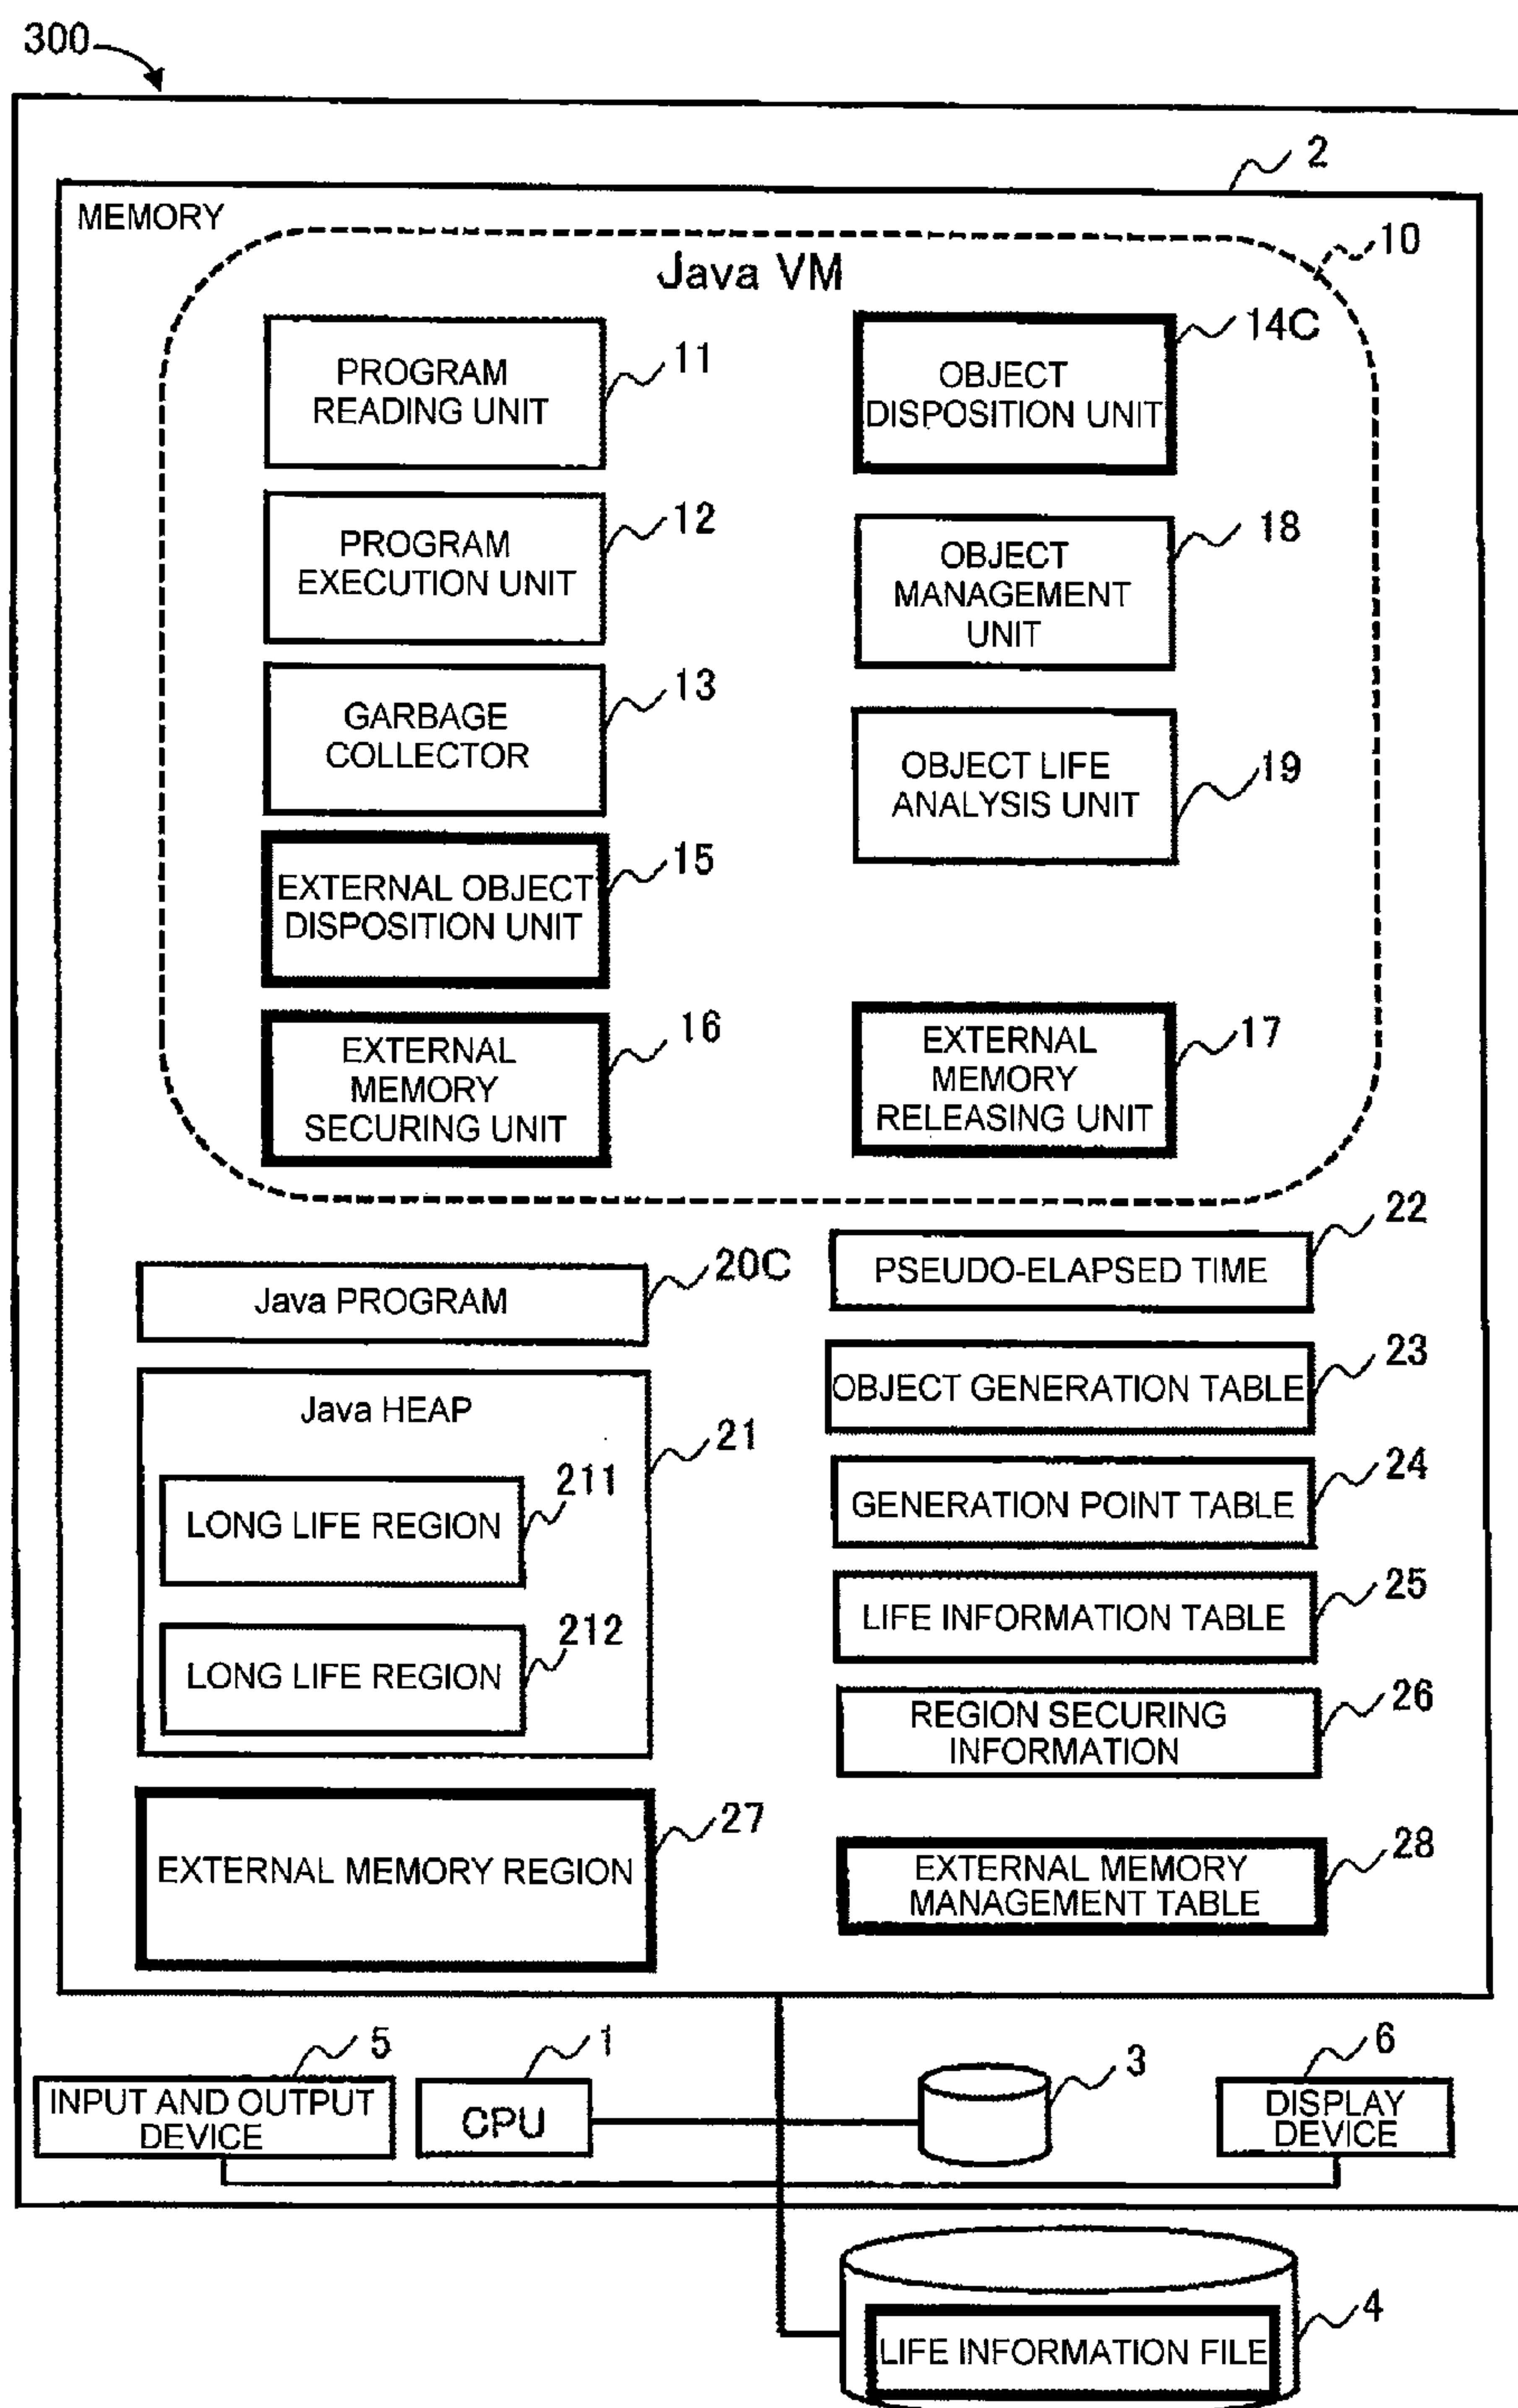 300
2
MEMORY
10
Java VM
PROGRAM
READING UNIT
11
OBJECT
DISPOSITION UNIT
14C
PROGRAM
EXECUTION UNIT
12
OBJECT
MANAGEMENT
UNIT
18
GARBAGE
COLLECTOR
13
OBJECT LIFE
ANALYSIS UNIT
19
EXTERNAL OBJECT
DISPOSITION UNIT
15
EXTERNAL
MEMORY
SECURING UNIT
16
EXTERNAL
MEMORY
RELEASING UNIT
17
Java PROGRAM
20C
PSEUDO-ELAPSED TIME
22
OBJECT GENERATION TABLE
23
Java HEAP
21
LONG LIFE REGION
211
LONG LIFE REGION
212
GENERATION POINT TABLE
24
LIFE INFORMATION TABLE
25
REGION SECURING
INFORMATION
26
EXTERNAL MEMORY REGION
27
EXTERNAL MEMORY
MANAGEMENT TABLE
28
INPUT AND OUTPUT
DEVICE
5
CPU
1
3
DISPLAY
DEVICE
6
LIFE INFORMATION FILE
4